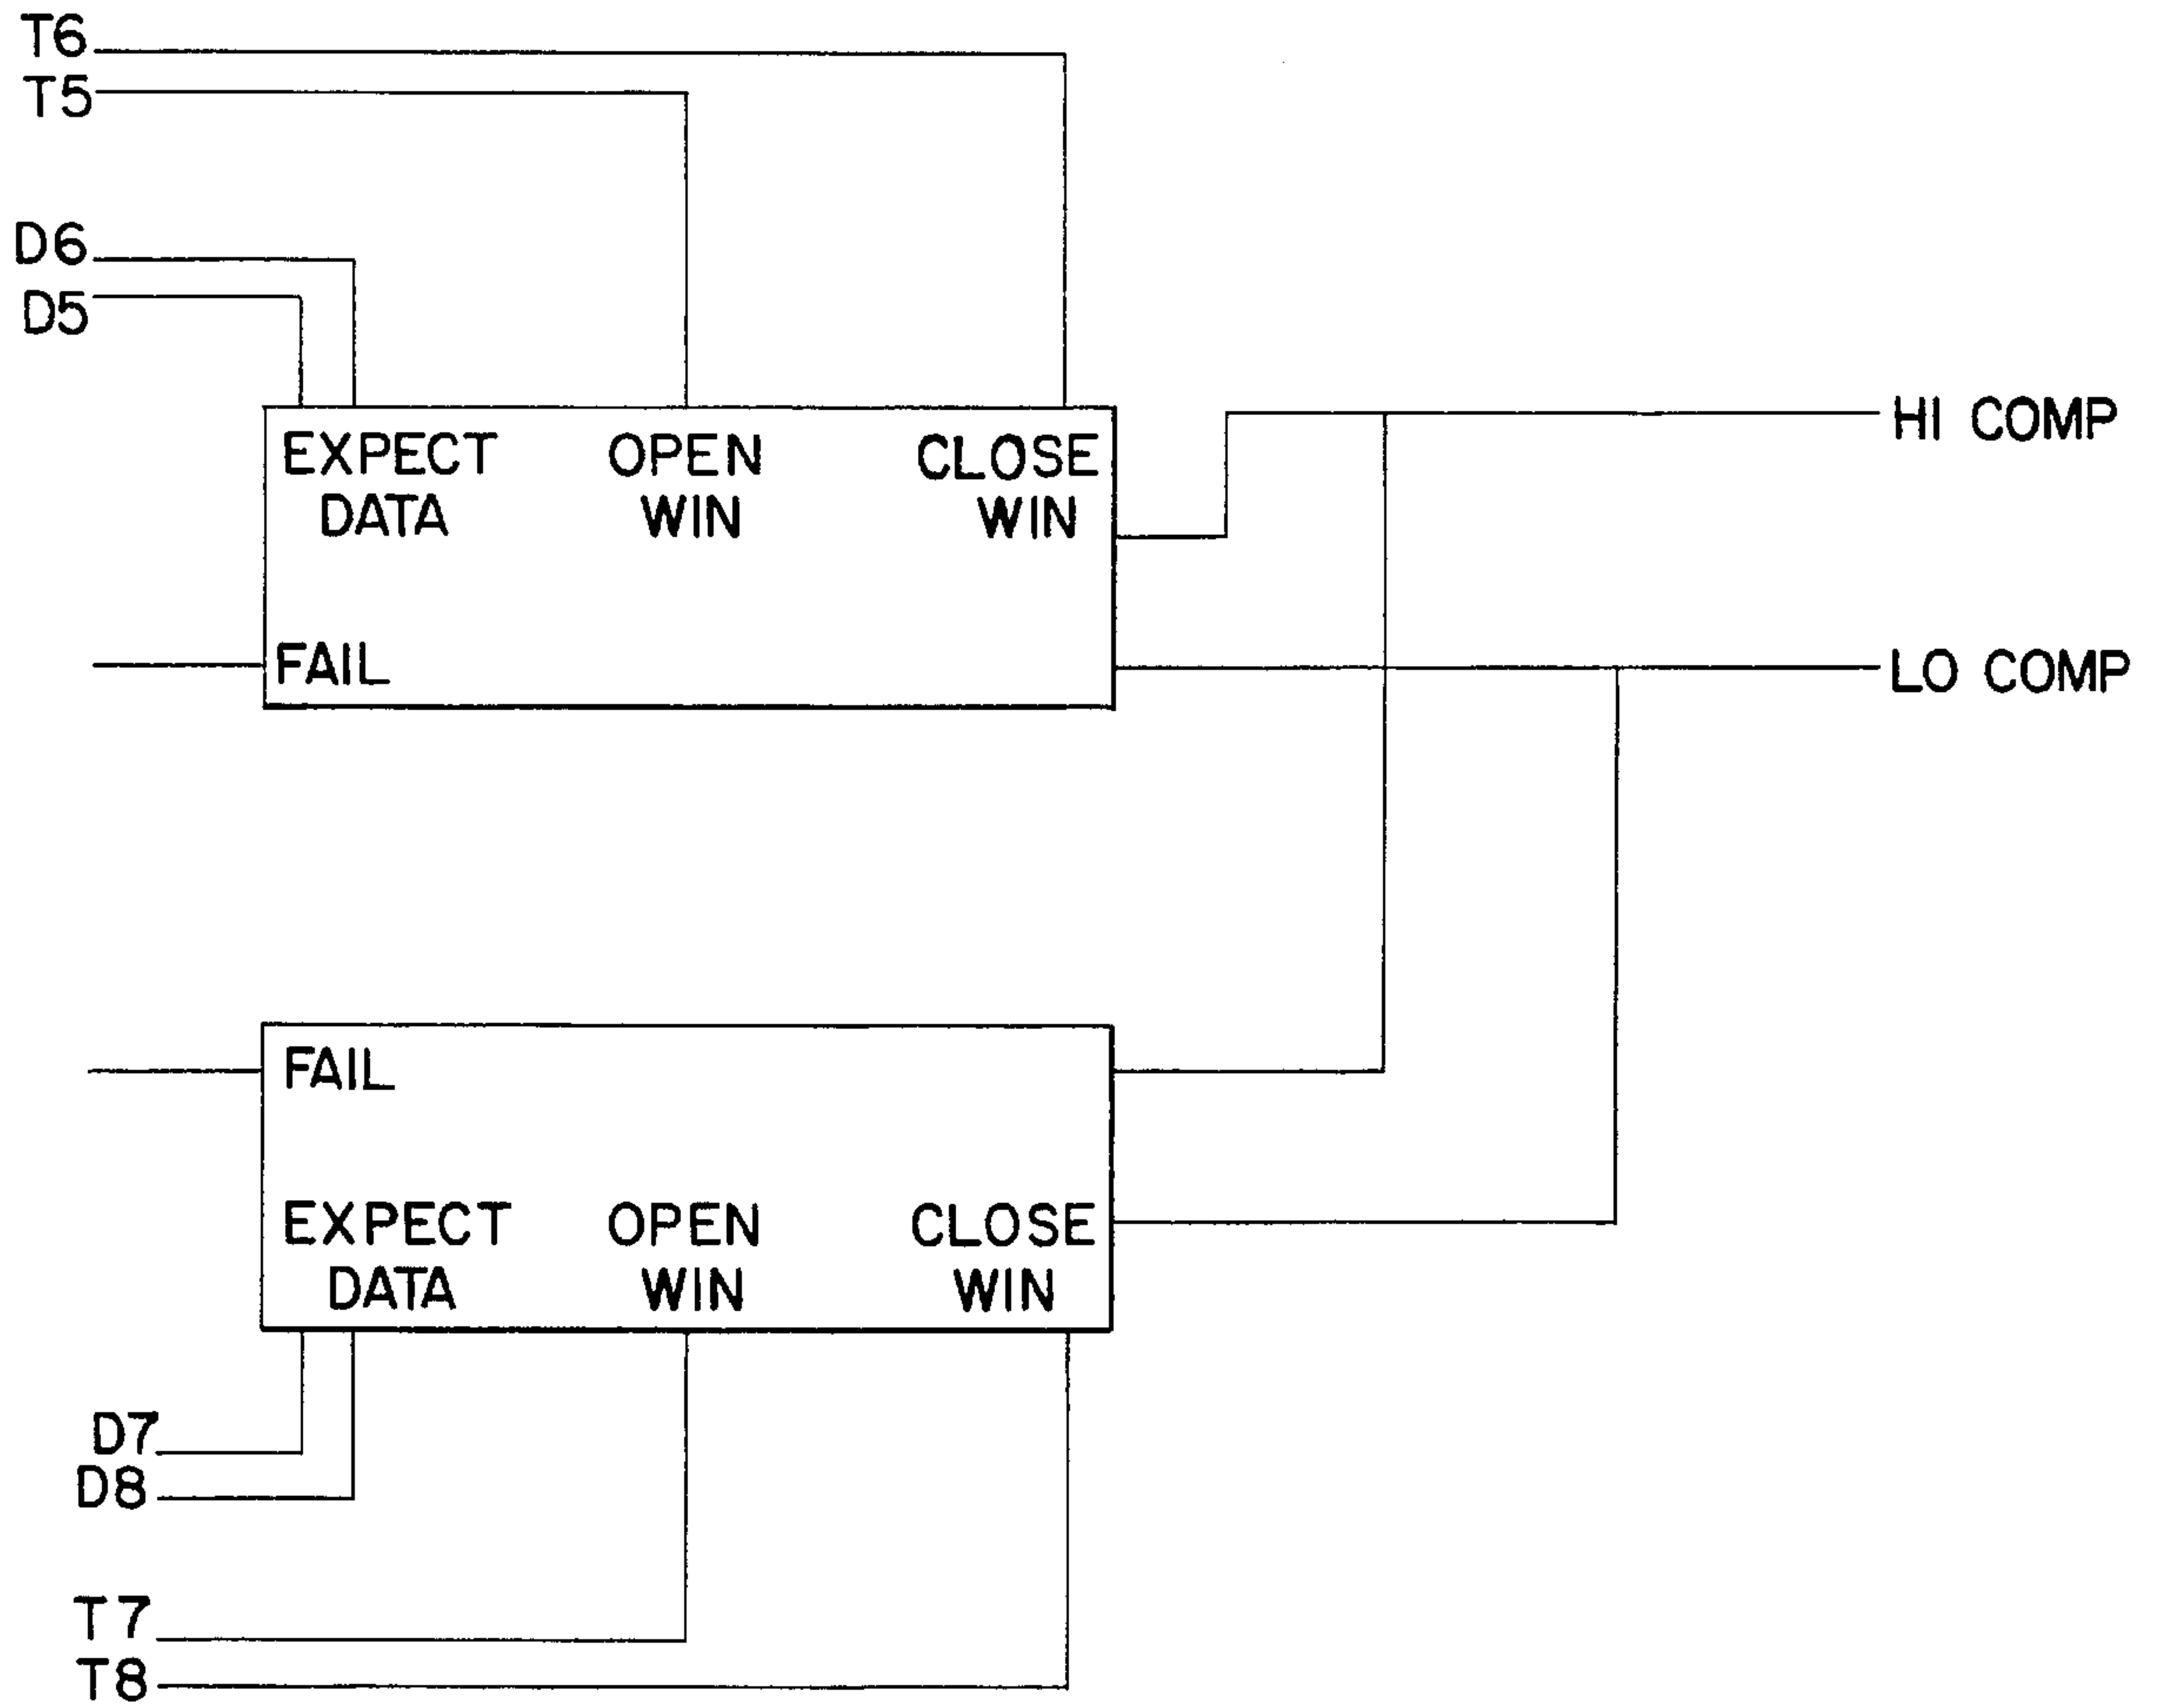 T6
T5
D6
D5
EXPECT DATA
OPEN WIN
CLOSE WIN
HI COMP
FAIL
LO COMP
FAIL
EXPECT DATA
OPEN WIN
CLOSE WIN
D7
D8
T7
T8